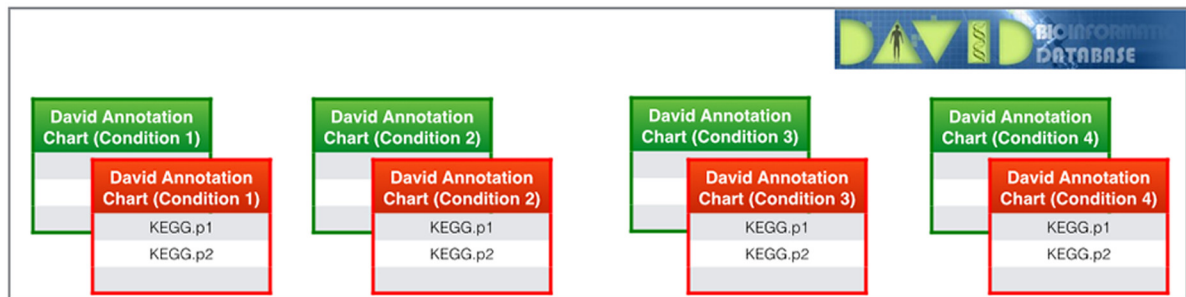 DAVID BIOINFORMATIC
DATABASE
David Annotation
Chart (Condition 1)
David Annotation
Chart (Condition 1)
KEGG.p1
KEGG.p2
David Annotation
Chart (Condition 2)
David Annotation
Chart (Condition 2)
KEGG.p1
KEGG.p2
David Annotation
Chart (Condition 3)
David Annotation
Chart (Condition 3)
KEGG.p1
KEGG.p2
David Annotation
Chart (Condition 4)
David Annotation
Chart (Condition 4)
KEGG.p1
KEGG.p2